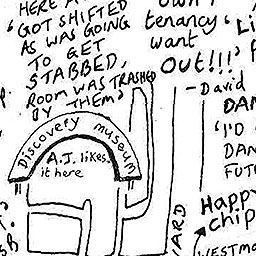 HERE A
'GOT SHIFTED
AS WAS GOING
TO GET
STABBED,
ROOM WAS TRASHED
BY THEM'
own
tenancy
want
Out!!!'
-David
'Li
DAN
'I'D
DAN
FUTU
Discovery museum
A.J. likes
it here
Happy
chip
WESTMO
ARD